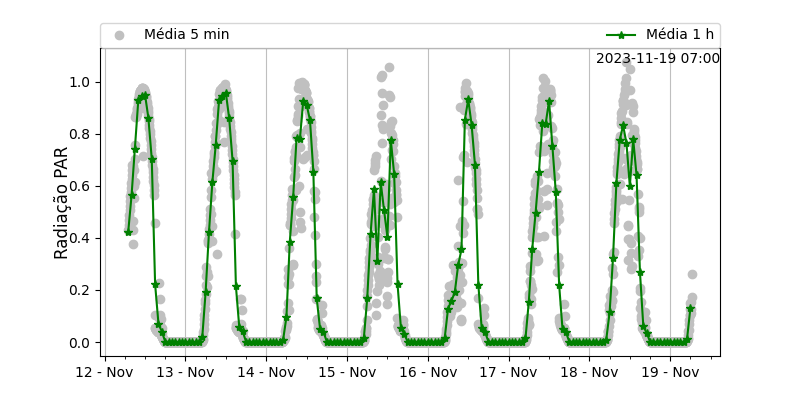 Média 5 min
Média 1 h
2023-11-19 07:00
Radiação PAR
1.0
0.8
0.6
0.4
0.2
0.0
12 - Nov
13 - Nov
14 - Nov
15 - Nov
16 - Nov
17 - Nov
18 - Nov
19 - Nov